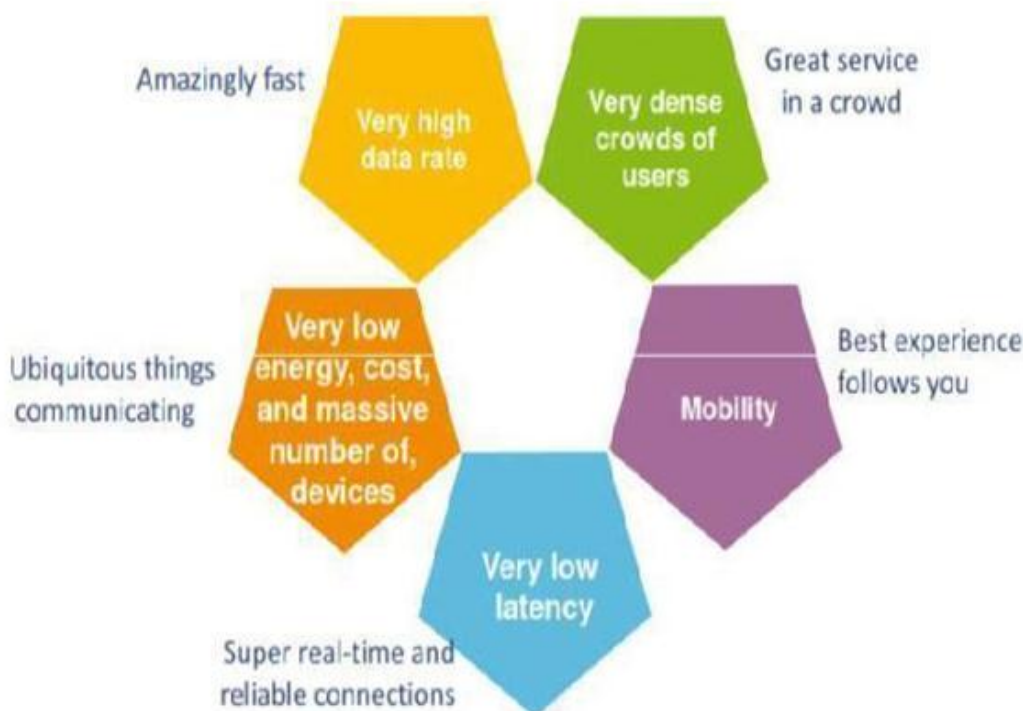 Amazingly fast
Very high
data rate
Very dense
crowds of
users
Great service
in a crowd
Ubiquitous things
communicating
Very low
energy, cost,
and massive
number of,
devices
Mobility
Best experience
follows you
Very low
latency
Super real-time and
reliable connections